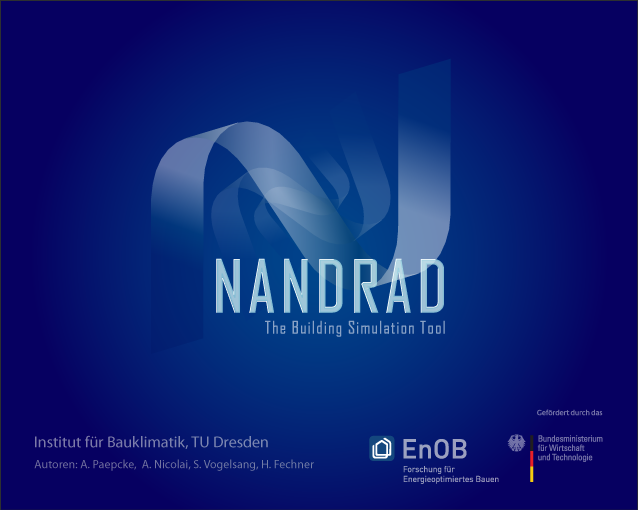 NANDRAD
The Building Simulation Tool
Gefördert durch das
Institut für Bauklimatik, TU Dresden
Autoren: A. Paepcke, A. Nicolai, S. Vogelsang, H. Fechner
EnOB
Forschung für
Energieoptimiertes Bauen
Bundesministerium
für Wirtschaft
und Technologie